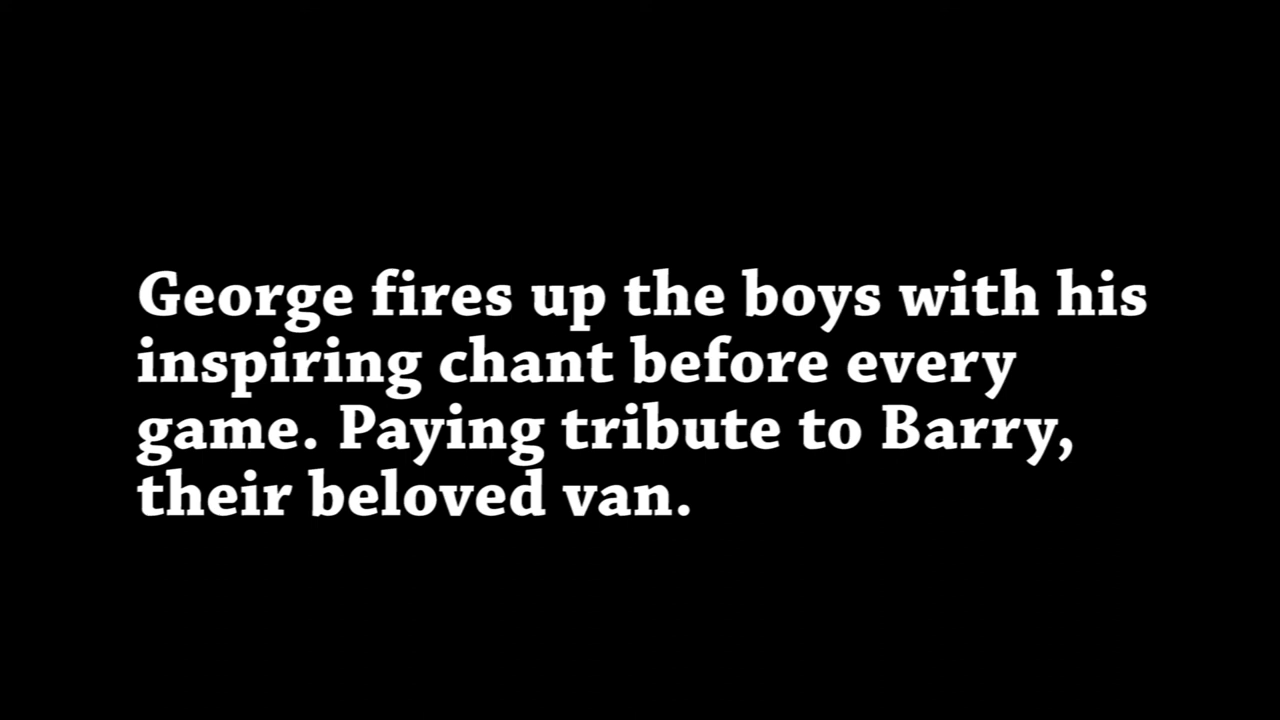 George fires up the boys with his
inspiring chant before every
game. Paying tribute to Barry,
their beloved van.